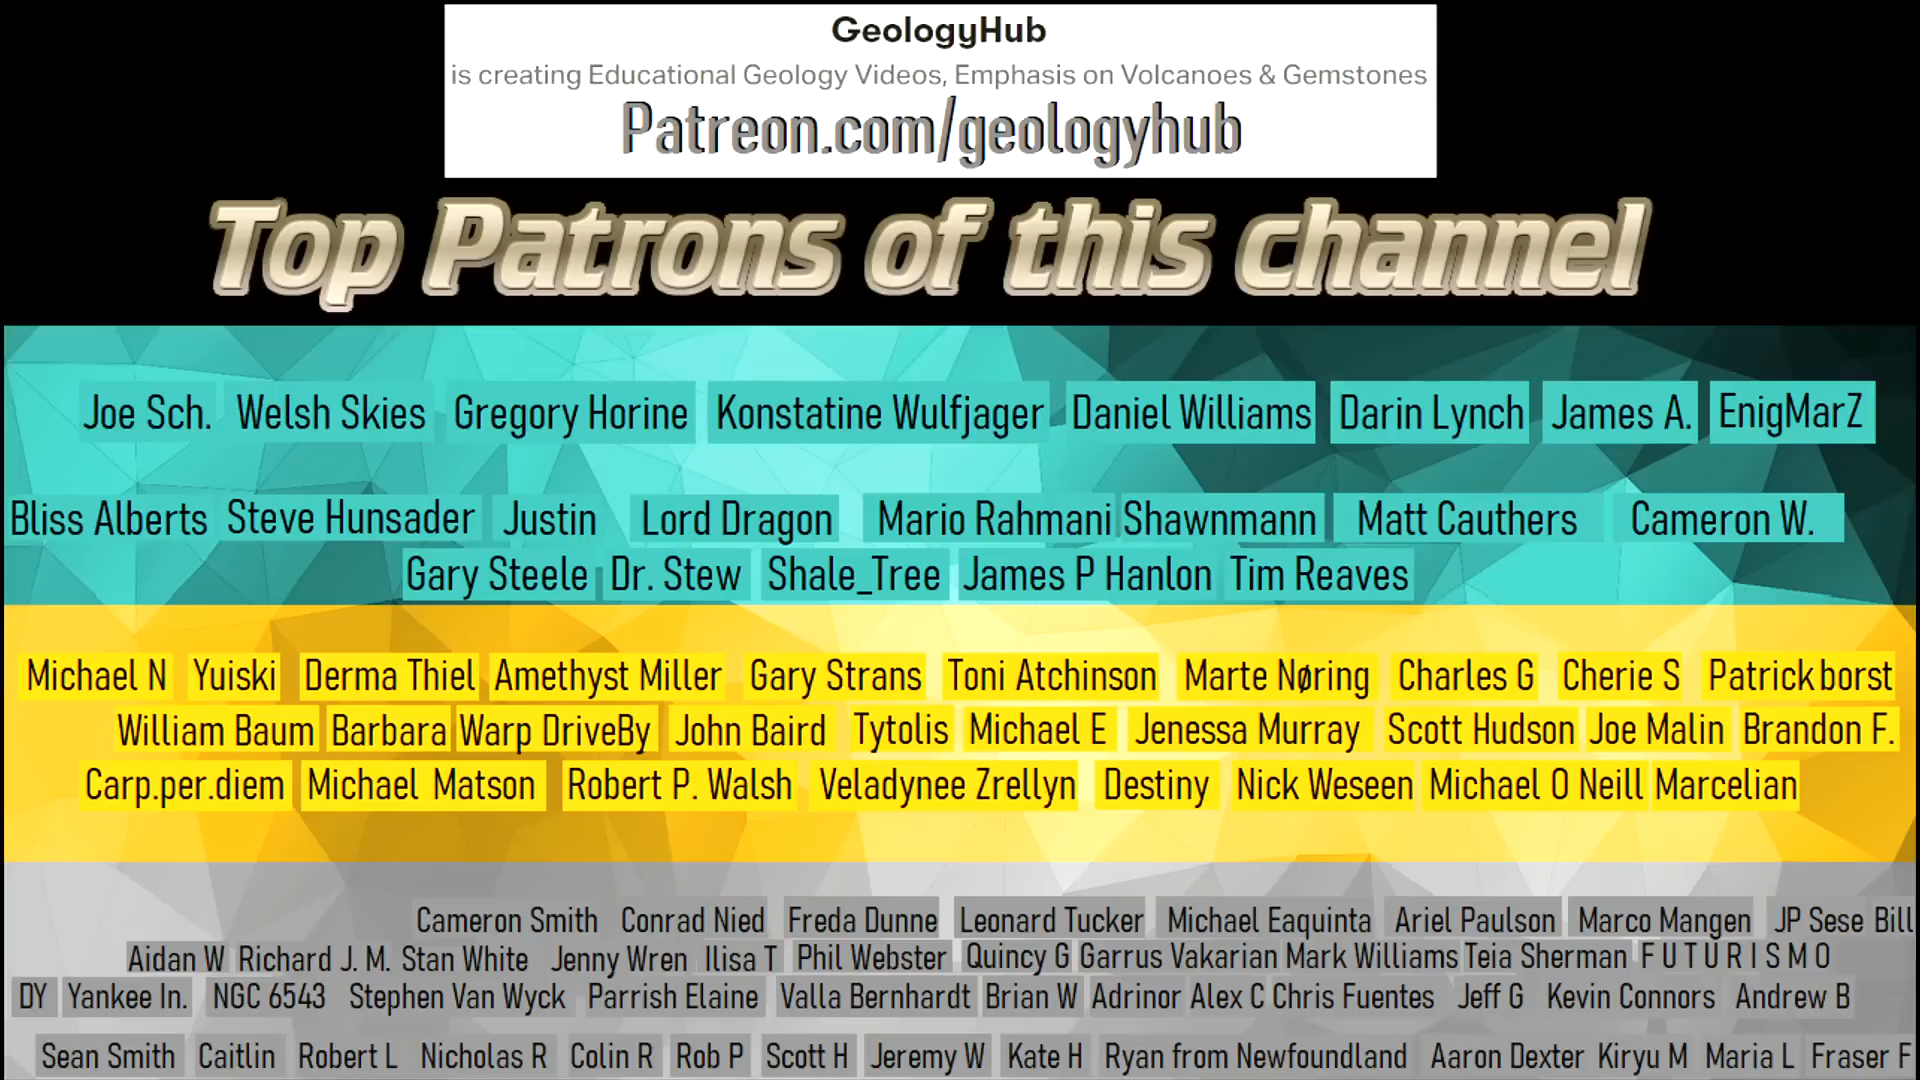 GeologyHub
is creating Educational Geology Videos, Emphasis on Volcanoes & Gemstones
Patreon.com/geologyhub
Top Patrons of this channel
Joe Sch. Welsh Skies Gregory Horine Konstatine Wulfjager Daniel Williams Darin Lynch James A. EnigMarZ
Bliss Alberts Steve Hunsader Justin Lord Dragon Mario Rahmani Shawnmann Matt Cauthers Cameron W.
Gary Steele Dr. Stew Shale_Tree James P Hanlon Tim Reaves
Michael N Yuiski Derma Thiel Amethyst Miller Gary Strans Toni Atchinson Marte Nøring Charles G Cherie S Patrick borst
William Baum Barbara Warp DriveBy John Baird Tytolis Michael E Jenessa Murray Scott Hudson Joe Malin Brandon F.
Carp.per.diem Michael Matson Robert P. Walsh Veladynee Zrellyn Destiny Nick Weseen Michael O Neill Marcelian
Cameron Smith Conrad Nied Freda Dunne Leonard Tucker Michael Eaquinta Ariel Paulson Marco Mangen JP Sese Bill
Aidan W Richard J. M. Stan White Jenny Wren Ilisa T Phil Webster Quincy G Garrus Vakarian Mark Williams Teia Sherman F U T U R I S M O
DY Yankee In. NGC 6543 Stephen Van Wyck Parrish Elaine Valla Bernhardt Brian W Adrinor Alex C Chris Fuentes Jeff G Kevin Connors Andrew B
Sean Smith Caitlin Robert L Nicholas R Colin R Rob P Scott H Jeremy W Kate H Ryan from Newfoundland Aaron Dexter Kiryu M Maria L Fraser F